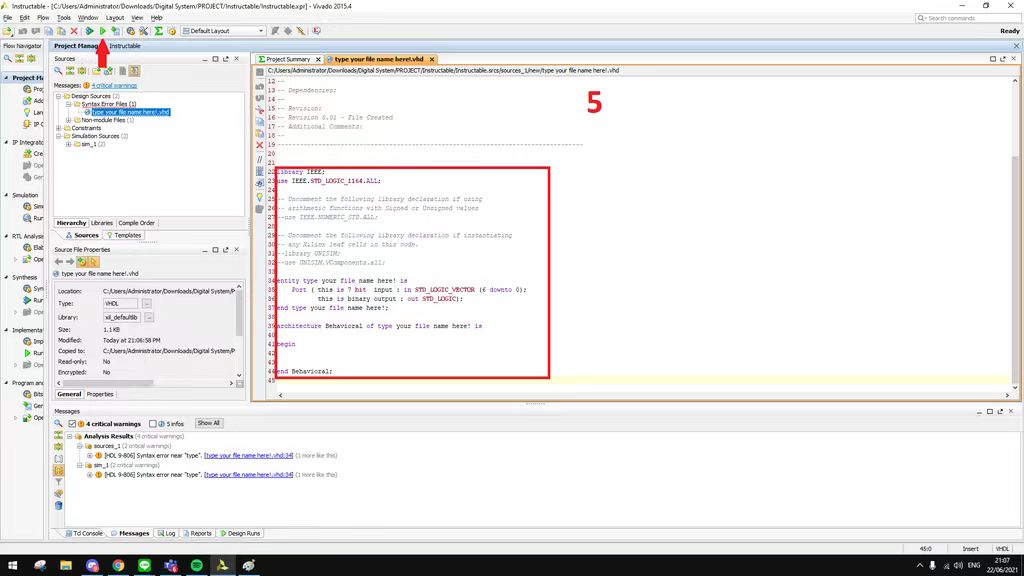 Instructable - [C:/Users/Administrator/Downloads/Digital System/PROJECT/Instructable/Instructable.xpr] - Vivado 2015.4
File Edit Flow Tools Window Layout View Help
Search commands
Default Layout
Ready
Flow Navigator
Project Manager Instructable
Sources
Messages: 4 critical warnings
Design Sources (2)
Syntax Error Files (1)
type your file name here!.vhd
Non-module Files (1)
Constraints
Simulation Sources (2)
sim_1 (2)
Hierarchy Libraries Compile Order
Sources Templates
Source File Properties
type your file name here!.vhd
Location: C:/Users/Administrator/Downloads/Digital System/P
Type: VHDL
Library: xil_defaultlib
Size: 1.1 KB
Modified: Today at 21:06:58 PM
Copied to: C:/Users/Administrator/Downloads/Digital System/P
Read-only: No
Encrypted: No
General Properties
Project Ma
IP Integrato
Simulation
RTL Analysis
Synthesis
Implementa
Program and
Project Summary type your file name here!.vhd
C:/Users/Administrator/Downloads/Digital System/PROJECT/Instructable/Instructable.srcs/sources_1/new/type your file name here!.vhd
5
12 --
13 -- Dependencies:
14 --
15 -- Revision:
16 -- Revision 0.01 - File Created
17 -- Additional Comments:
18 --
19 ----------------------------------------------------------------------------------
20
21
22 library IEEE;
23 use IEEE.STD_LOGIC_1164.ALL;
24
25 -- Uncomment the following library declaration if using
26 -- arithmetic functions with Signed or Unsigned values
27 --use IEEE.NUMERIC_STD.ALL;
28
29 -- Uncomment the following library declaration if instantiating
30 -- any Xilinx leaf cells in this code.
31 --library UNISIM;
32 --use UNISIM.VComponents.all;
33
34 entity type your file name here! is
35 Port ( this is 7 bit input : in STD_LOGIC_VECTOR (6 downto 0);
36 this is binary output : out STD_LOGIC);
37 end type your file name here!;
38
39 architecture Behavioral of type your file name here! is
40
41 begin
42
43
44 end Behavioral;
45
Messages
4 critical warnings 5 infos Show All
Analysis Results (4 critical warnings)
sources_1 (2 critical warnings)
[HDL 9-806] Syntax error near "type". [type your file name here!.vhd:34] (1 more like this)
sim_1 (2 critical warnings)
[HDL 9-806] Syntax error near "type". [type your file name here!.vhd:34] (1 more like this)
Tcl Console Messages Log Reports Design Runs
45:0 Insert VHDL
ENG
21:07
22/06/2021